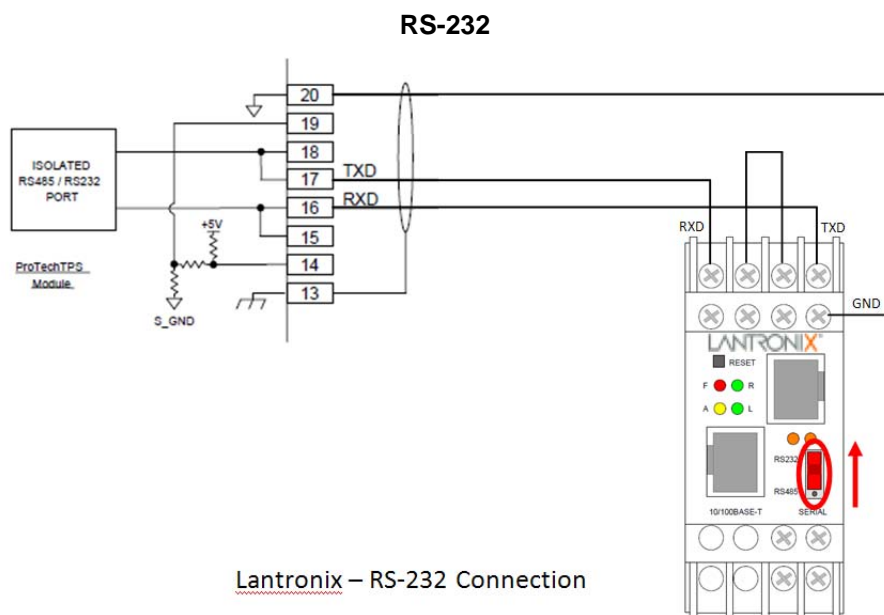 RS-232
20
19
18
17
16
15
14
13
TXD
RXD
ISOLATED
RS485 / RS232
PORT
+5V
ProTechTPS
Module
S_GND
RXD
TXD
GND
LANTRONIX®
RESET
F
R
A
L
RS232
RS485
10/100BASE-T
SERIAL
Lantronix – RS-232 Connection